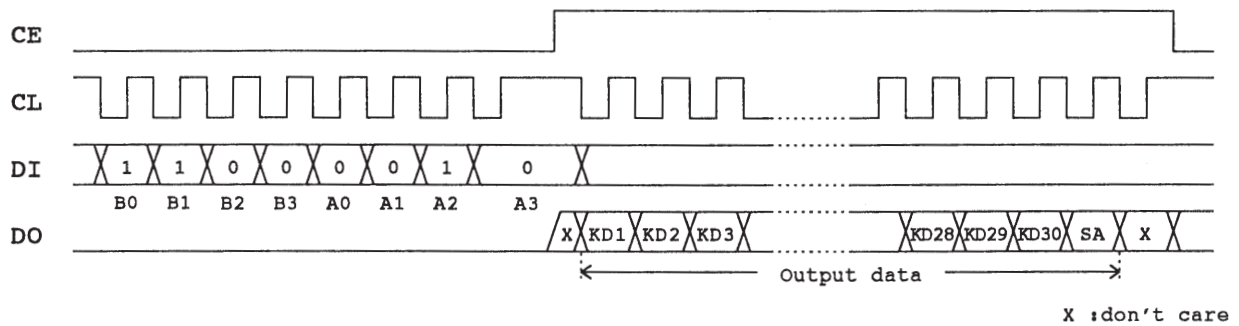 CE
CL
DI 1 1 0 0 0 0 1 0
B0 B1 B2 B3 A0 A1 A2 A3
DO X KD1 KD2 KD3 KD28 KD29 KD30 SA X
Output data
X :don't care